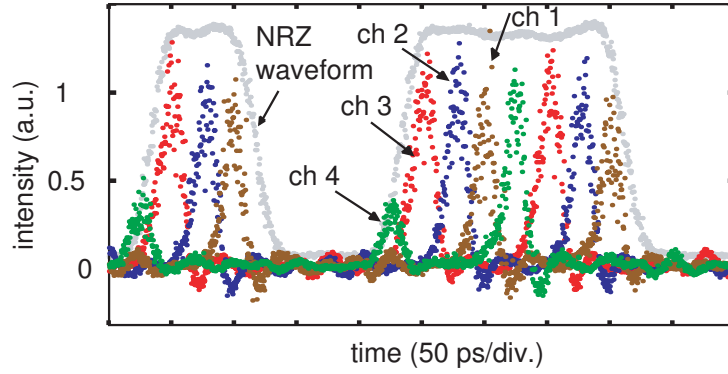 NRZ
waveform
ch 2
ch 1
ch 3
ch 4
1
0.5
0
intensity (a.u.)
time (50 ps/div.)